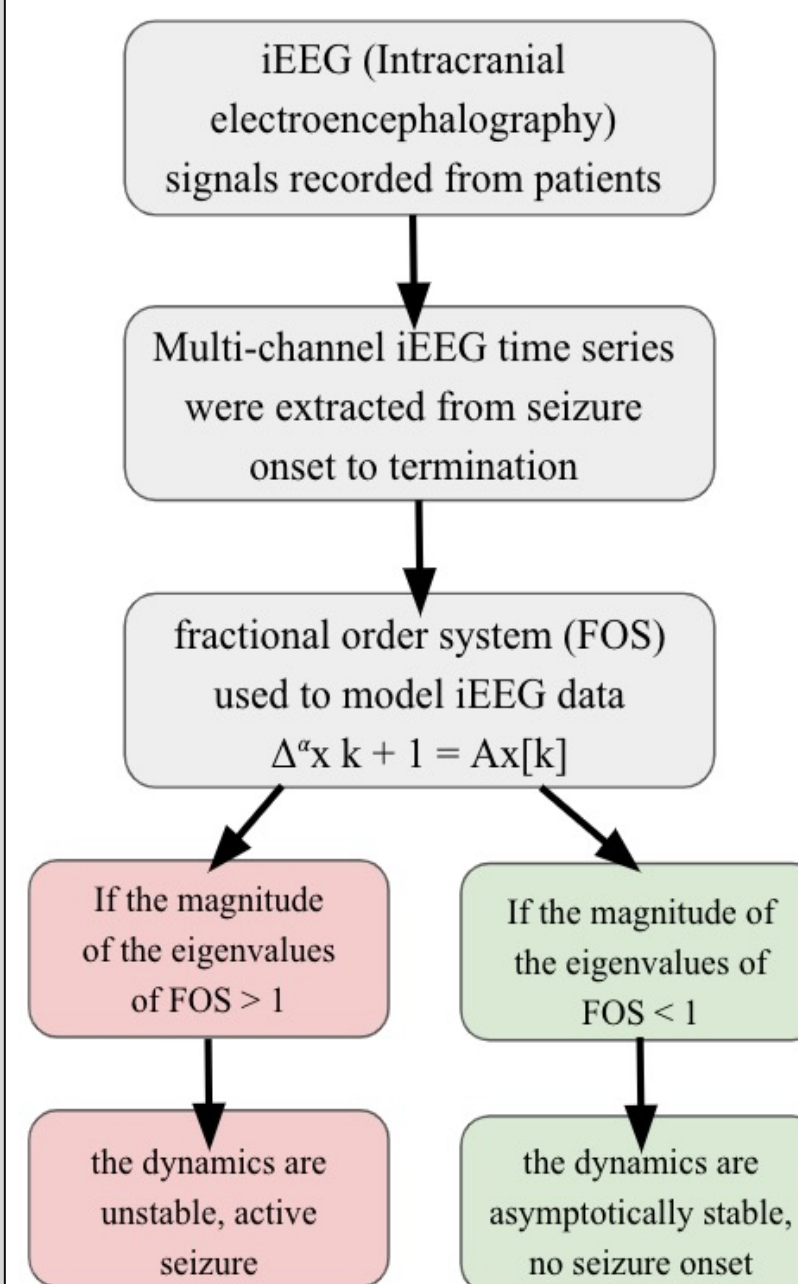 iEEG (Intracranial
electroencephalography)
signals recorded from patients
Multi-channel iEEG time series
were extracted from seizure
onset to termination
fractional order system (FOS)
used to model iEEG data
Δᵅx k + 1 = Ax[k]
If the magnitude
of the eigenvalues
of FOS > 1
If the magnitude of
the eigenvalues of
FOS < 1
the dynamics are
unstable, active
seizure
the dynamics are
asymptotically stable,
no seizure onset